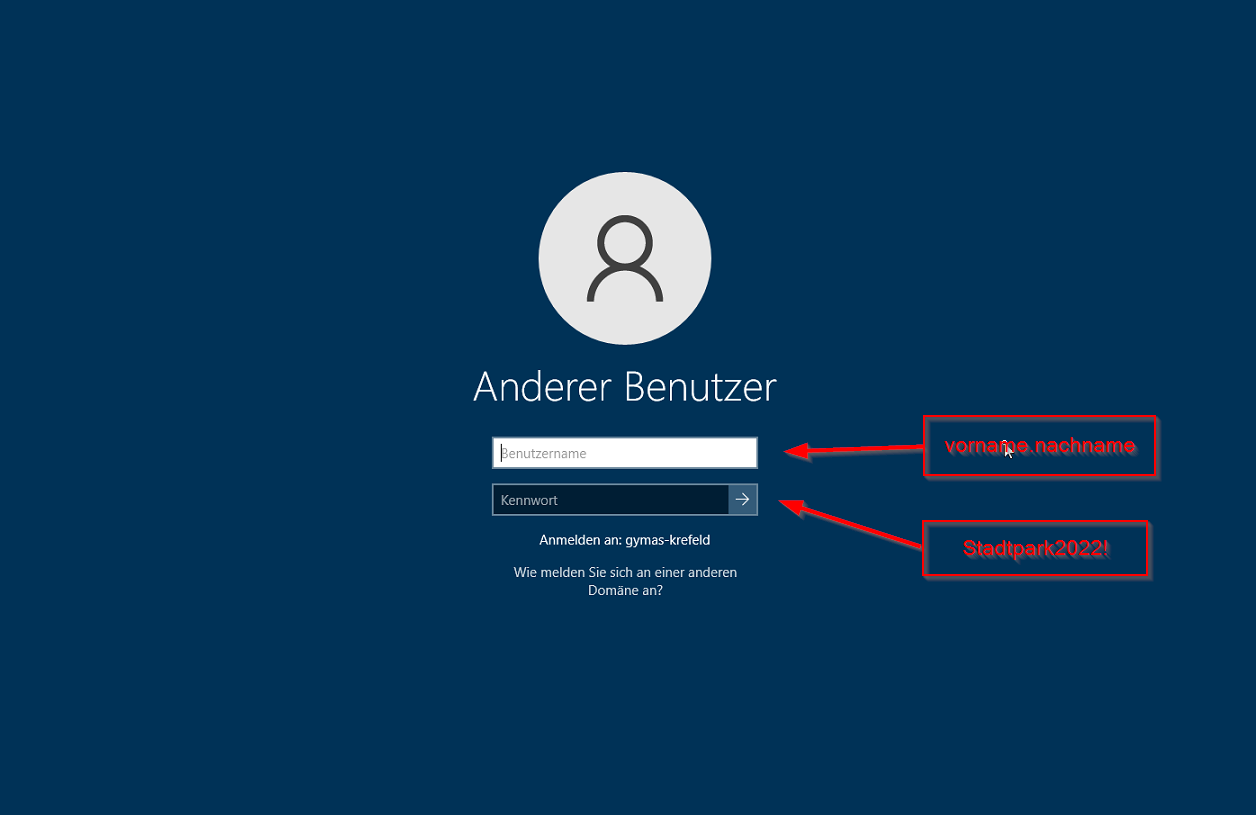 Anderer Benutzer
Benutzername
vorname.nachname
Kennwort
Stadtpark2022!
Anmelden an: gymas-krefeld
Wie melden Sie sich an einer anderen
Domäne an?